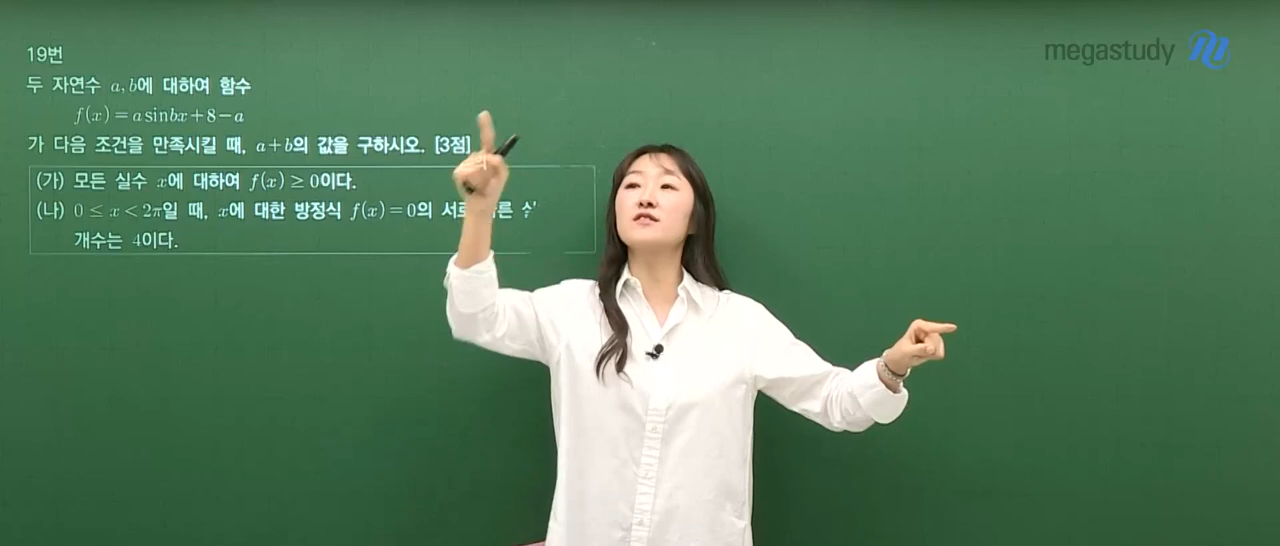 megastudy
19번
두 자연수 a, b에 대하여 함수
f(x)=asinbx+8-a
가 다음 조건을 만족시킬 때, a+b의 값을 구하시오. [3점]
(가) 모든 실수 x에 대하여 f(x)≥0이다.
(나) 0≤x<2π일 때, x에 대한 방정식 f(x)=0의 서로
개수는 4이다.